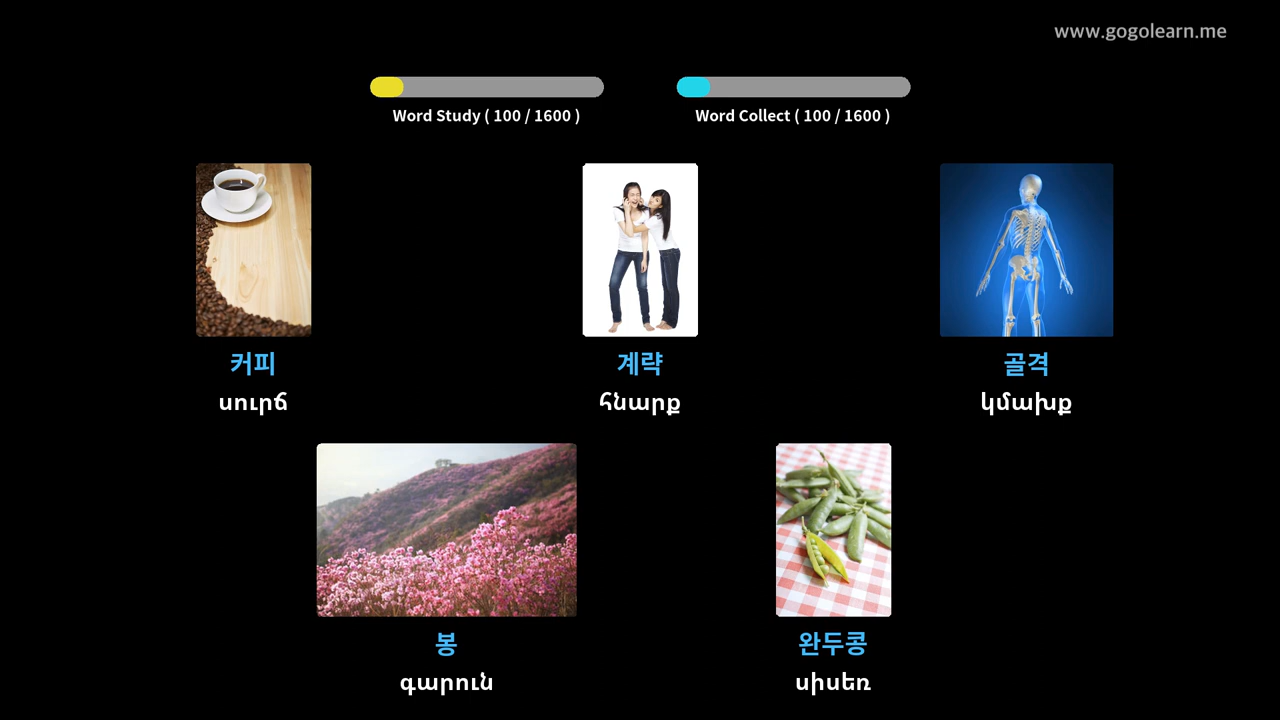 www.gogolearn.me
Word Study ( 100 / 1600 )
Word Collect ( 100 / 1600 )
커피
սուրճ
계략
հնարք
골격
կմախք
봉
գարուն
완두콩
սիսեռ